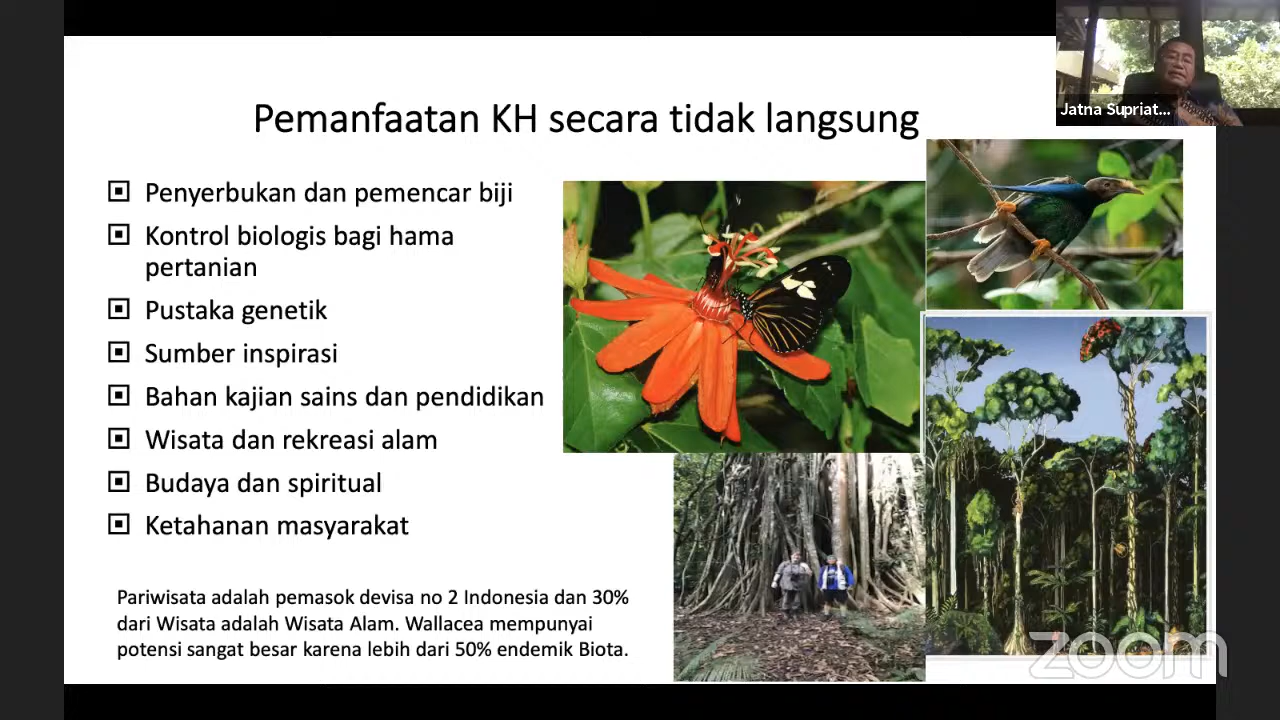 Jatna Supriat...
Pemanfaatan KH secara tidak langsung
Penyerbukan dan pemencar biji
Kontrol biologis bagi hama
pertanian
Pustaka genetik
Sumber inspirasi
Bahan kajian sains dan pendidikan
Wisata dan rekreasi alam
Budaya dan spiritual
Ketahanan masyarakat
Pariwisata adalah pemasok devisa no 2 Indonesia dan 30%
dari Wisata adalah Wisata Alam. Wallacea mempunyai
potensi sangat besar karena lebih dari 50% endemik Biota.
zoom